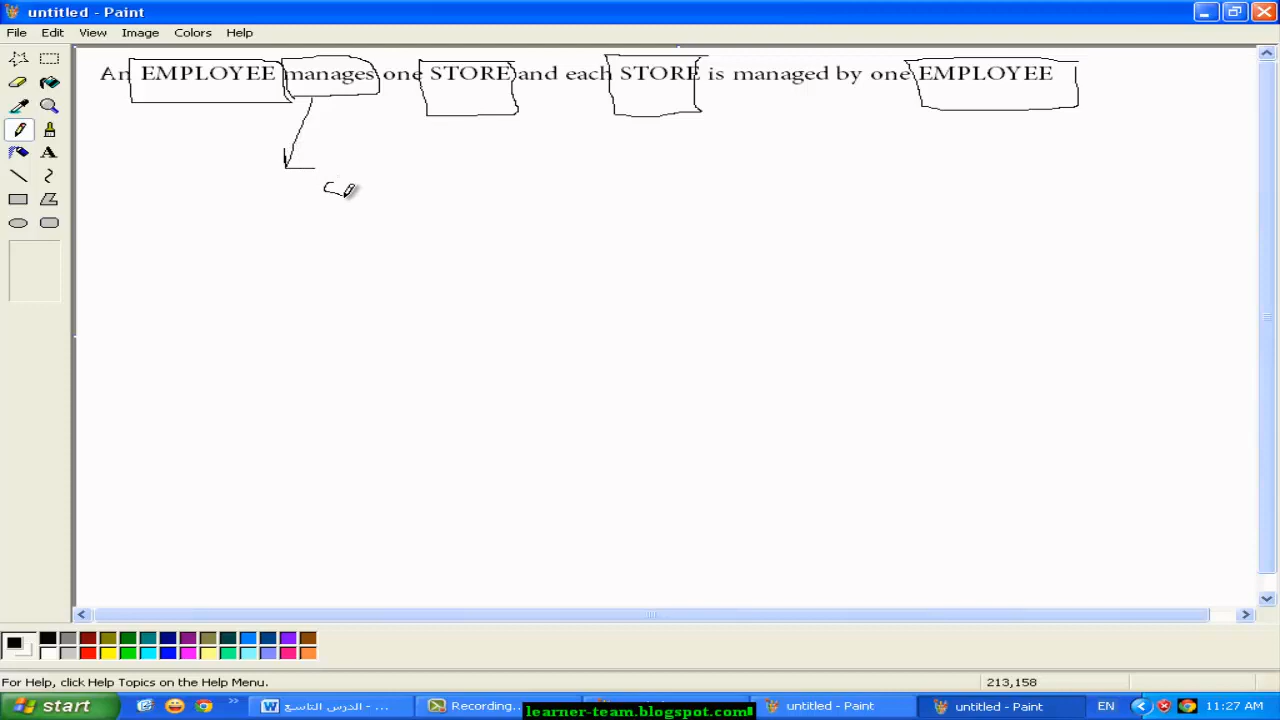 untitled - Paint
File Edit View Image Colors Help
An EMPLOYEE manages one STORE and each STORE is managed by one EMPLOYEE
For Help, click Help Topics on the Help Menu.
213,158
start
الدرس التاسع - ...
Recording...
untitled - Paint
untitled - Paint
EN
11:27 AM
learner-team.blogspot.com